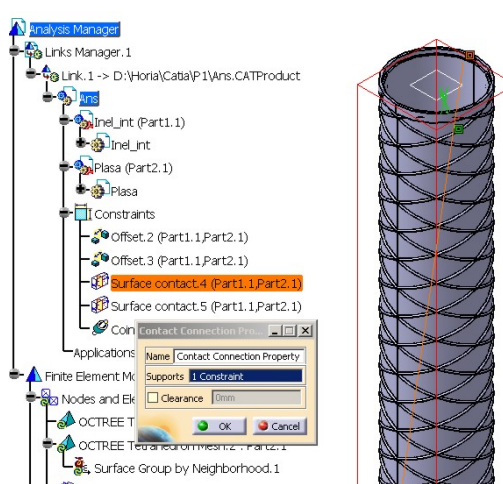 Analysis Manager
Links Manager.1
Link.1 -> D:\Horia\Catia\P1\Ans.CATProduct
Ans
Inel_int (Part1.1)
Inel_int
Plasa (Part2.1)
Plasa
Constraints
Offset.2 (Part1.1,Part2.1)
Offset.3 (Part1.1,Part2.1)
Surface contact.4 (Part1.1,Part2.1)
Surface contact.5 (Part1.1,Part2.1)
Coin
Contact Connection Pro...
Applications
Name Contact Connection Property
Supports 1 Constraint
Finite Element Mo
Clearance 0mm
Nodes and Ele
OK Cancel
OCTREE T
OCTREE Tetrahedron Mesh.2 : Part2.1
Surface Group by Neighborhood.1